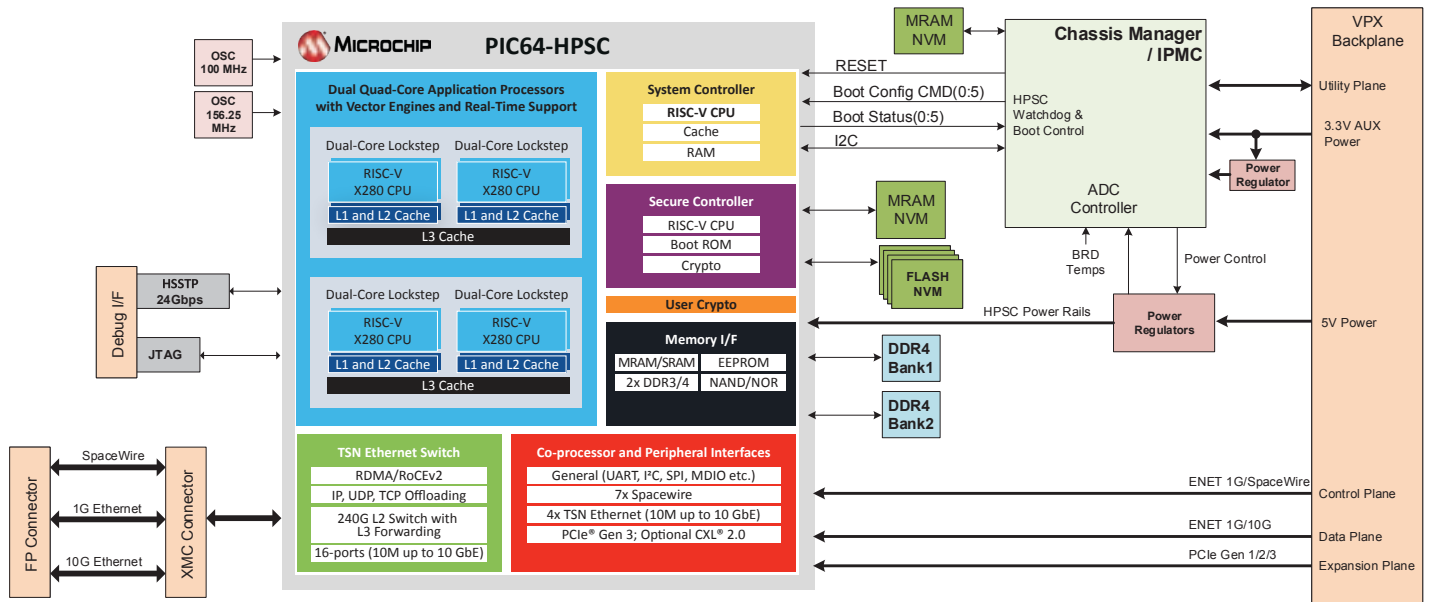 OSC
100 MHz
OSC
156.25
MHz
Debug I/F
HSSTP
24Gbps
JTAG
FP Connector
SpaceWire
1G Ethernet
10G Ethernet
XMC Connector
MICROCHIP
PIC64-HPSC
Dual Quad-Core Application Processors
with Vector Engines and Real-Time Support
Dual-Core Lockstep
Dual-Core Lockstep
RISC-V
X280 CPU
RISC-V
X280 CPU
L1 and L2 Cache
L1 and L2 Cache
L3 Cache
Dual-Core Lockstep
Dual-Core Lockstep
RISC-V
X280 CPU
RISC-V
X280 CPU
L1 and L2 Cache
L1 and L2 Cache
L3 Cache
System Controller
RISC-V CPU
Cache
RAM
Secure Controller
RISC-V CPU
Boot ROM
Crypto
User Crypto
Memory I/F
MRAM/SRAM
EEPROM
2x DDR3/4
NAND/NOR
TSN Ethernet Switch
RDMA/RoCEv2
IP, UDP, TCP Offloading
240G L2 Switch with
L3 Forwarding
16-ports (10M up to 10 GbE)
Co-processor and Peripheral Interfaces
General (UART, I²C, SPI, MDIO etc.)
7x Spacewire
4x TSN Ethernet (10M up to 10 GbE)
PCIe® Gen 3; Optional CXL® 2.0
MRAM
NVM
RESET
Boot Config CMD(0:5)
Boot Status(0:5)
I2C
Chassis Manager
/ IPMC
HPSC
Watchdog &
Boot Control
ADC
Controller
MRAM
NVM
FLASH
NVM
BRD
Temps
Power Control
HPSC Power Rails
Power
Regulators
Power
Regulator
DDR4
Bank1
DDR4
Bank2
ENET 1G/SpaceWire
ENET 1G/10G
PCIe Gen 1/2/3
VPX
Backplane
Utility Plane
3.3V AUX
Power
5V Power
Control Plane
Data Plane
Expansion Plane